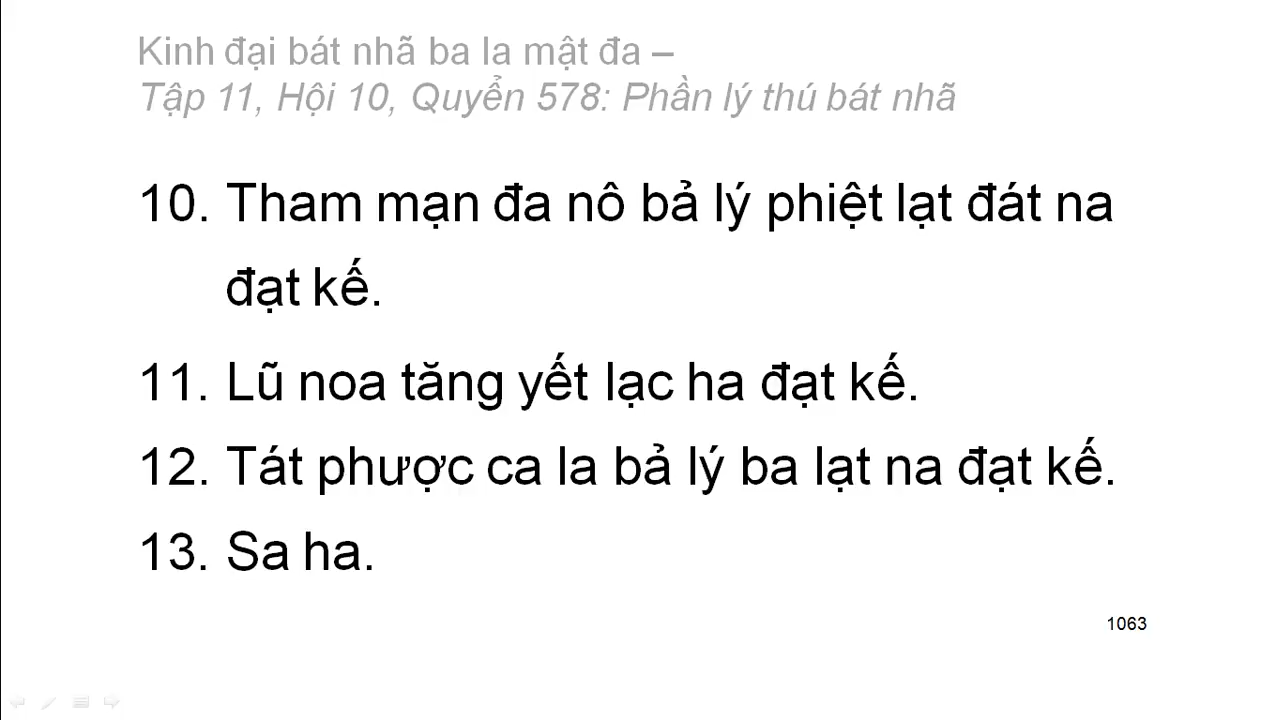 Kinh đại bát nhã ba la mật đa –
Tập 11, Hội 10, Quyển 578: Phần lý thú bát nhã
10. Tham mạn đa nô bả lý phiệt lạt đát na
đạt kế.
11. Lũ noa tăng yết lạc ha đạt kế.
12. Tát phược ca la bả lý ba lạt na đạt kế.
13. Sa ha.
1063